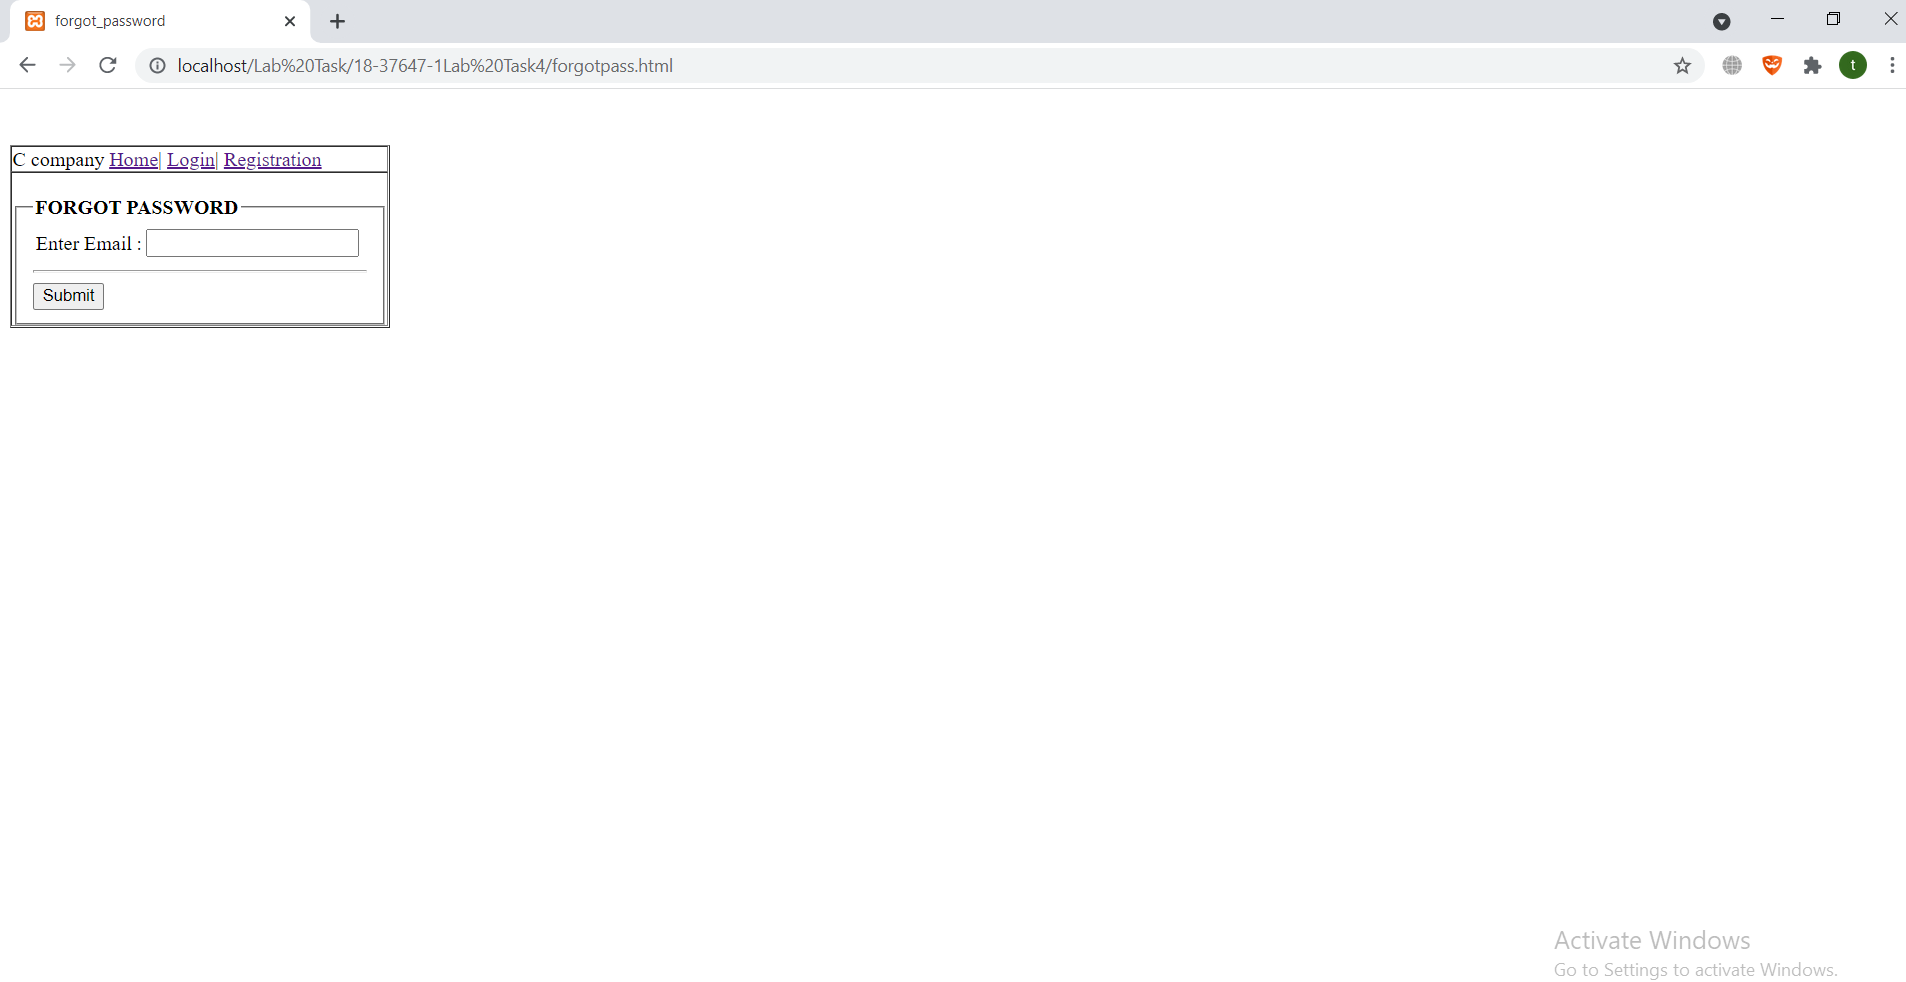 forgot_password
localhost/Lab%20Task/18-37647-1Lab%20Task4/forgotpass.html
t
C company Home| Login| Registration
FORGOT PASSWORD
Enter Email :
Submit
Activate Windows
Go to Settings to activate Windows.